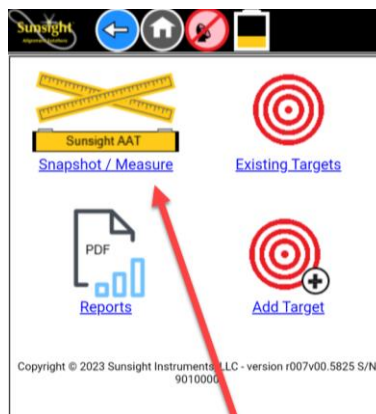 Sunsight
Alignment Solutions
Sunsight AAT
Snapshot / Measure
Existing Targets
PDF
Reports
Add Target
Copyright © 2023 Sunsight Instruments, LLC - version r007v00.5825 S/N
9010000